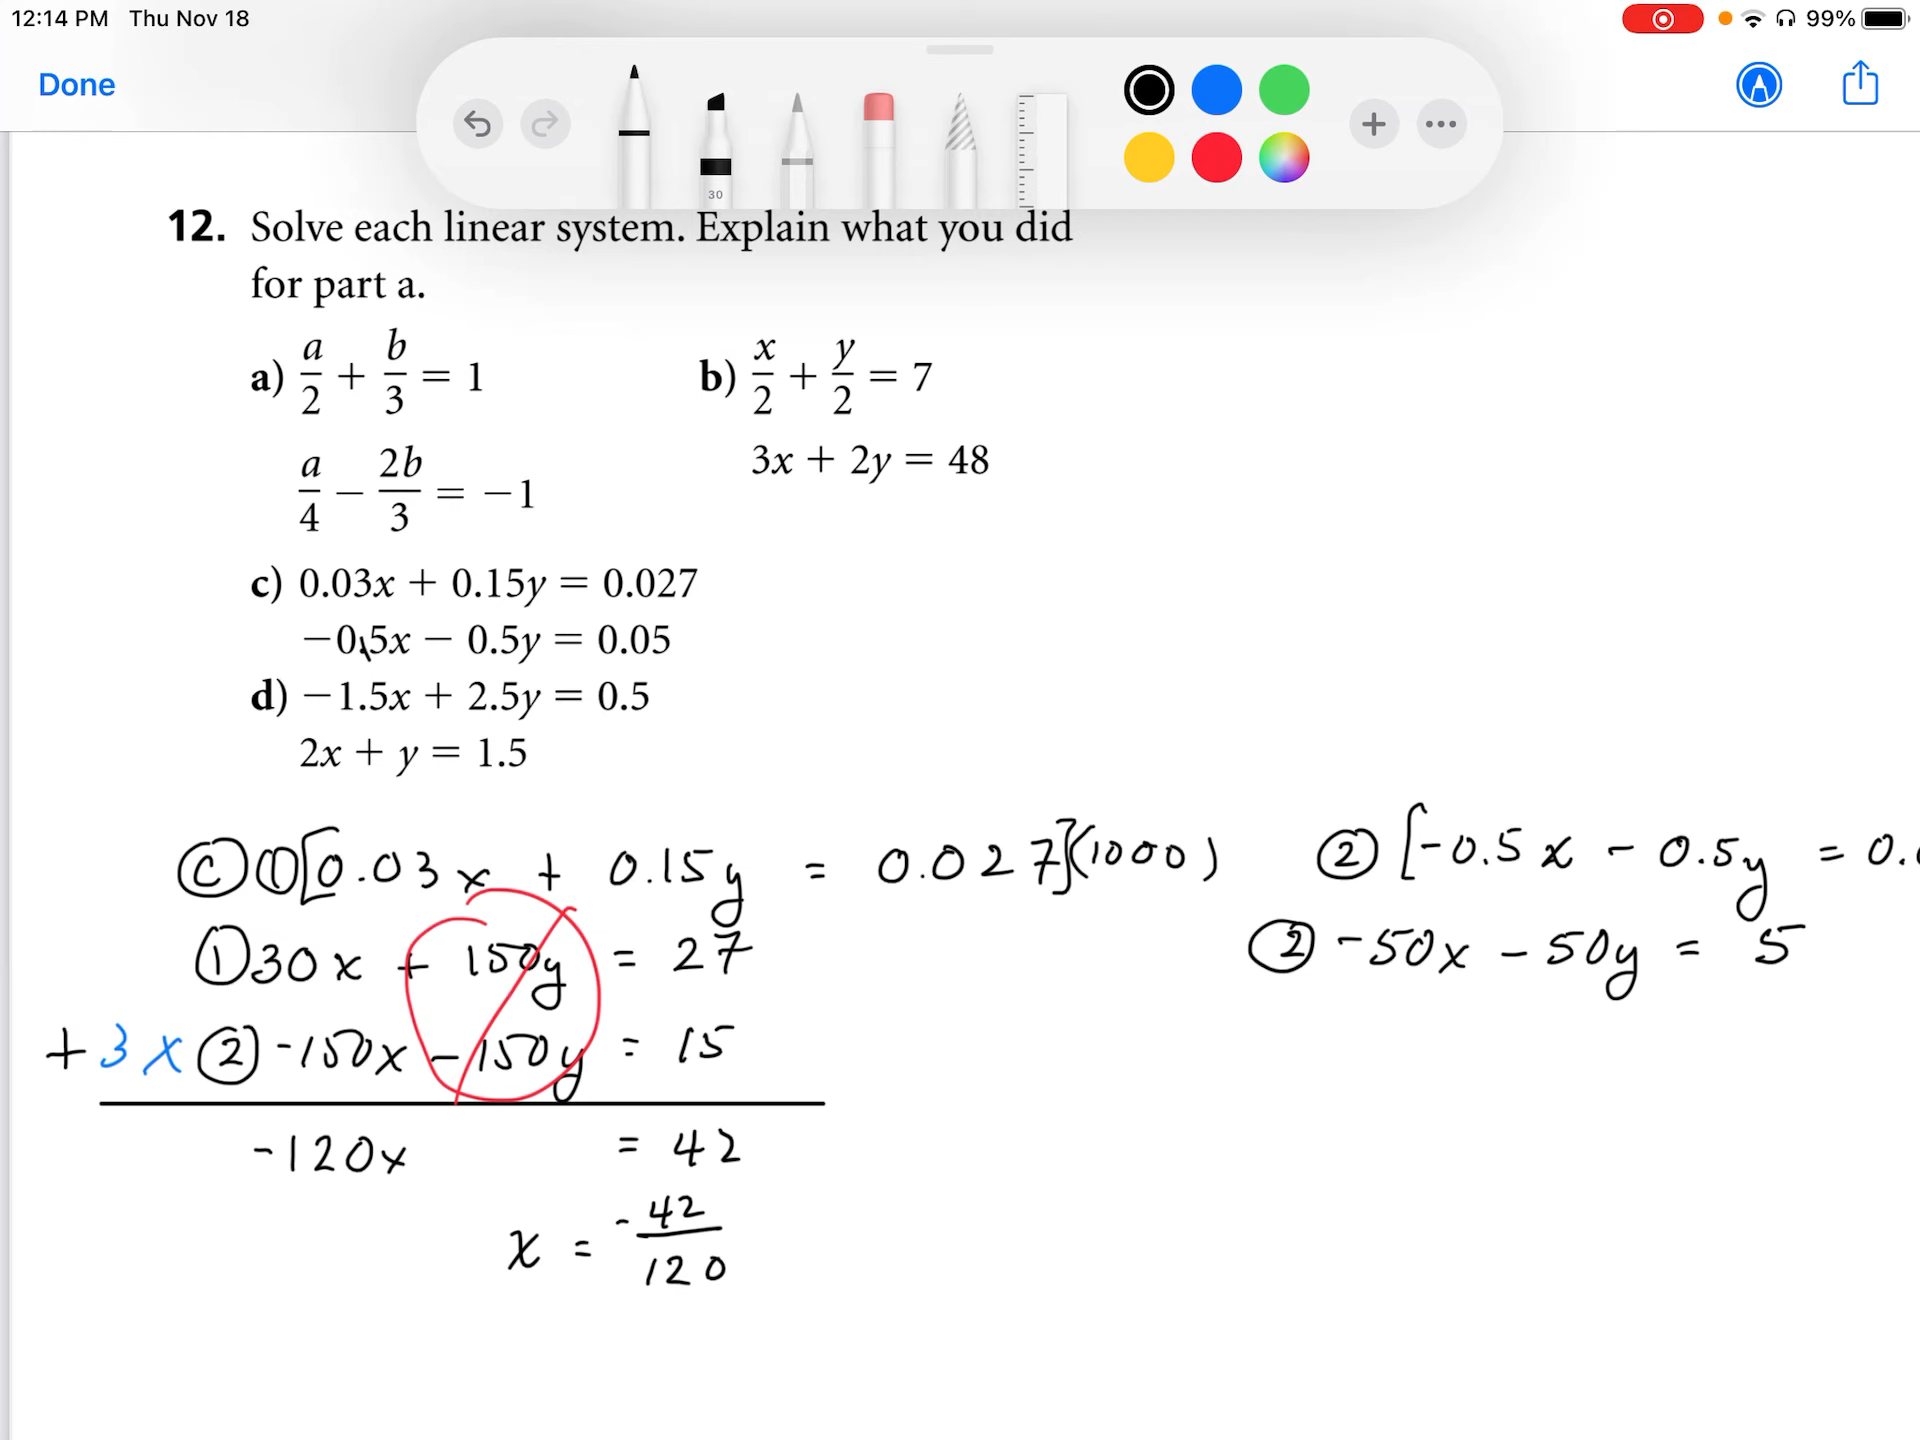 12:14 PM Thu Nov 18
99%
Done
30
12. Solve each linear system. Explain what you did
for part a.
a) a/2 + b/3 = 1
a/4 − 2b/3 = −1
b) x/2 + y/2 = 7
3x + 2y = 48
c) 0.03x + 0.15y = 0.027
−0.5x − 0.5y = 0.05
d) −1.5x + 2.5y = 0.5
2x + y = 1.5
Ⓒ ① [0.03x + 0.15y = 0.027](1000)
① 30x + 150y = 27
+ 3 x ② -150x - 150y = 15
-120x = 42
x = -42/120
② [-0.5x - 0.5y = 0.
② -50x - 50y = 5